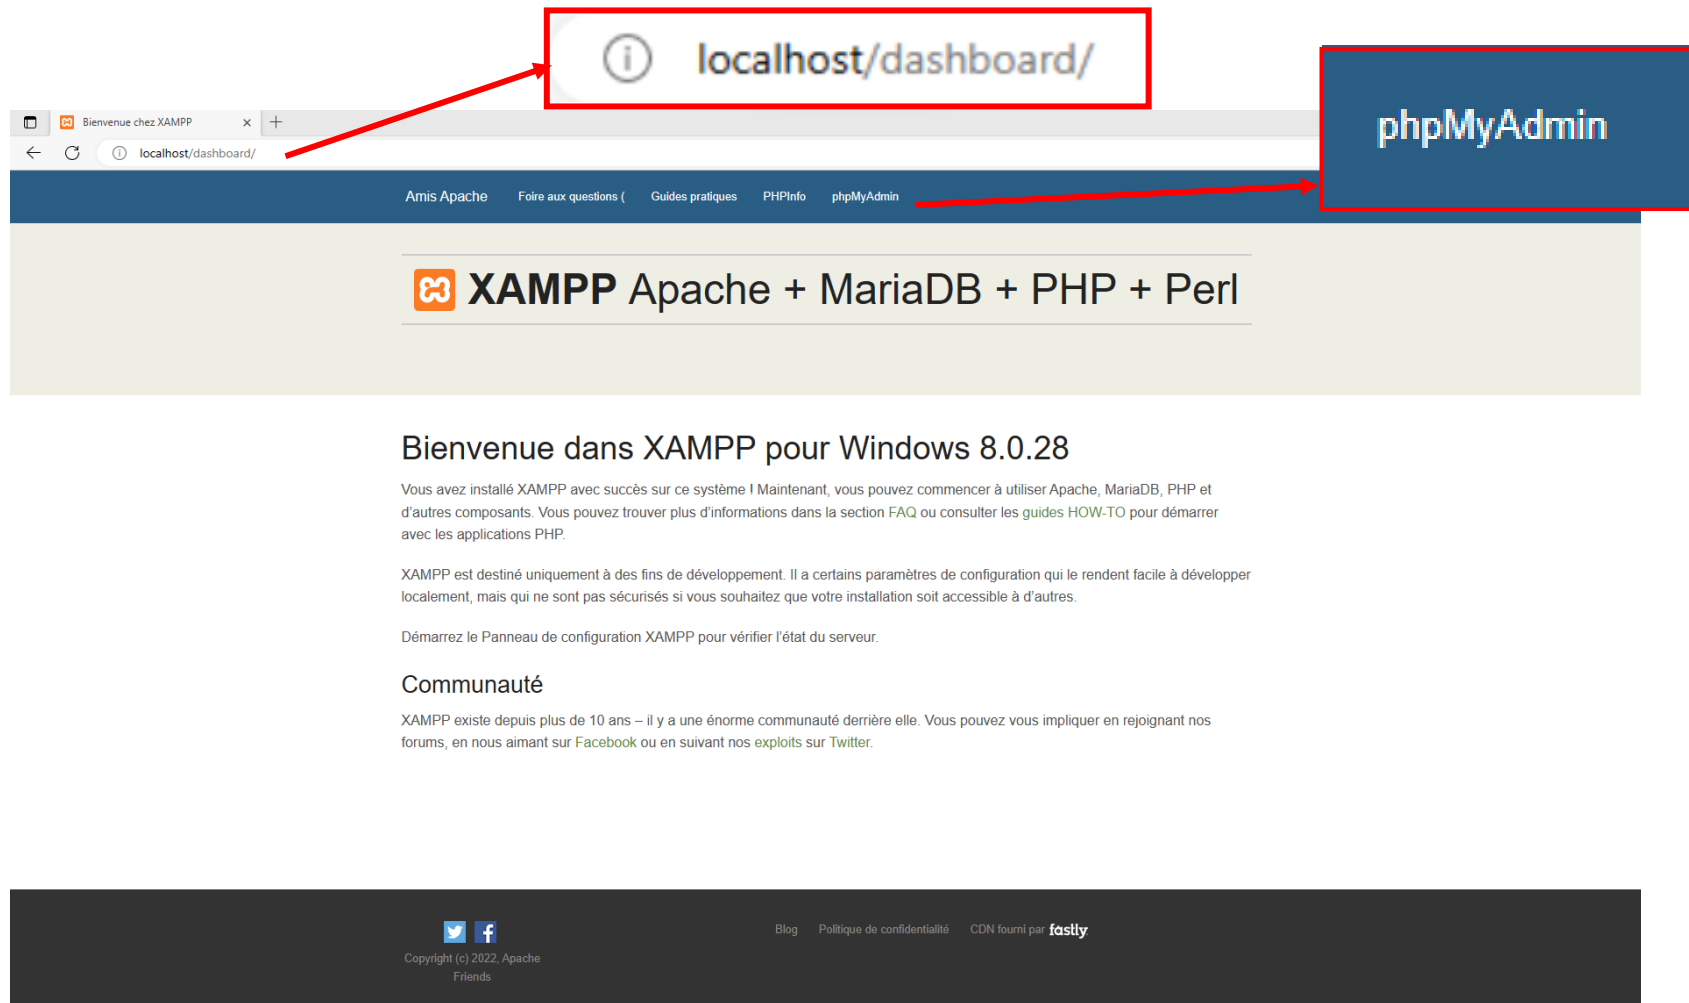 localhost/dashboard/
phpMyAdmin
Bienvenue chez XAMPP
localhost/dashboard/
Amis Apache Foire aux questions ( Guides pratiques PHPInfo phpMyAdmin
XAMPP Apache + MariaDB + PHP + Perl
Bienvenue dans XAMPP pour Windows 8.0.28
Vous avez installé XAMPP avec succès sur ce système ! Maintenant, vous pouvez commencer à utiliser Apache, MariaDB, PHP et
d'autres composants. Vous pouvez trouver plus d'informations dans la section FAQ ou consulter les guides HOW-TO pour démarrer
avec les applications PHP.
XAMPP est destiné uniquement à des fins de développement. Il a certains paramètres de configuration qui le rendent facile à développer
localement, mais qui ne sont pas sécurisés si vous souhaitez que votre installation soit accessible à d'autres.
Démarrez le Panneau de configuration XAMPP pour vérifier l'état du serveur.
Communauté
XAMPP existe depuis plus de 10 ans – il y a une énorme communauté derrière elle. Vous pouvez vous impliquer en rejoignant nos
forums, en nous aimant sur Facebook ou en suivant nos exploits sur Twitter.
Blog Politique de confidentialité CDN fourni par fastly
Copyright (c) 2022, Apache
Friends